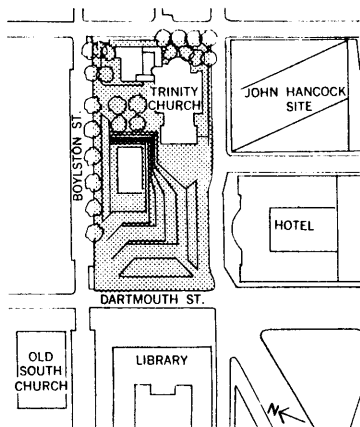 TRINITY
CHURCH
JOHN HANCOCK
SITE
BOYLSTON ST.
HOTEL
DARTMOUTH ST.
OLD
SOUTH
CHURCH
LIBRARY
N